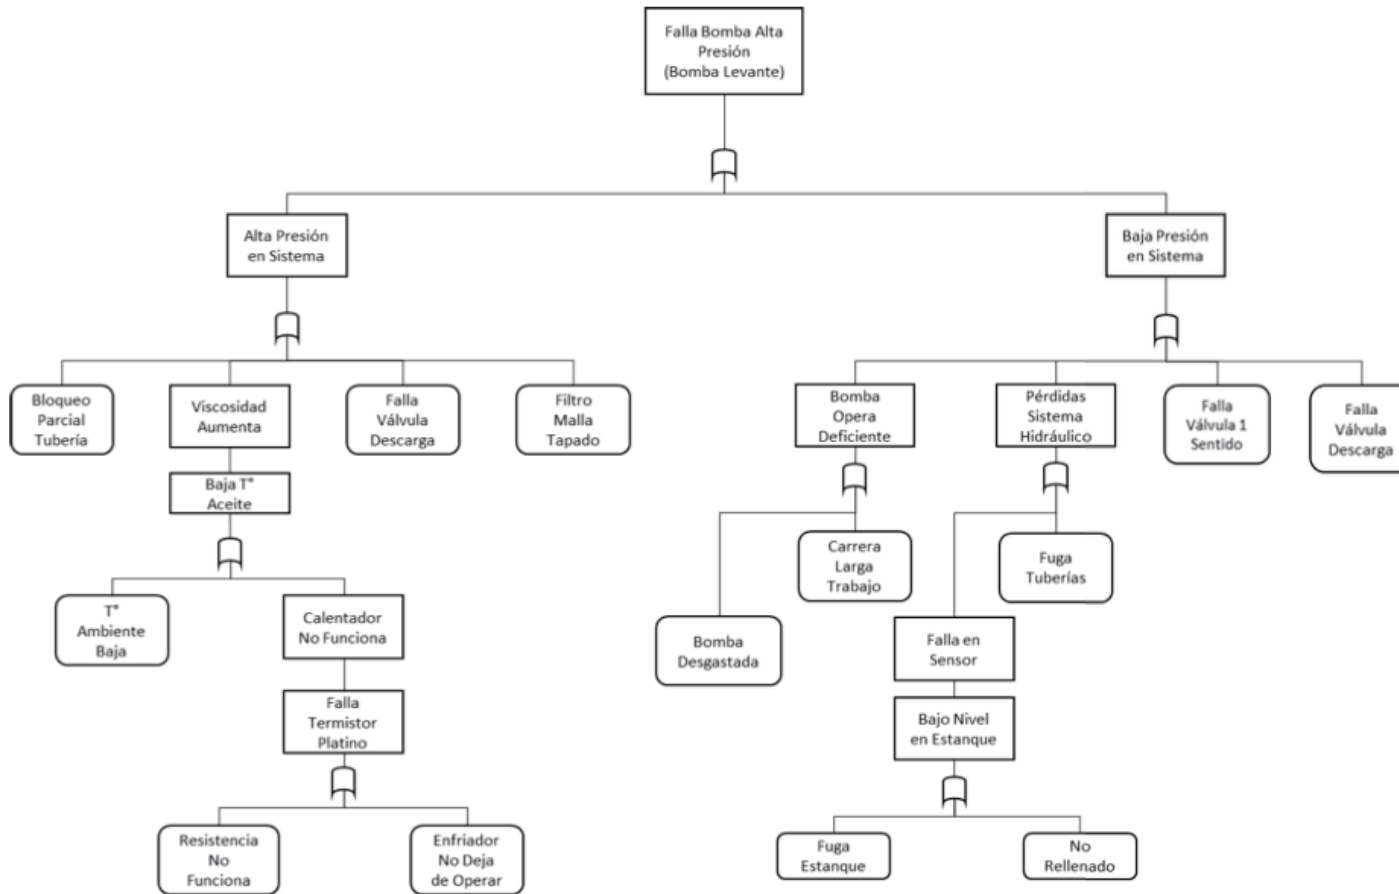 Falla Bomba Alta
Presión
(Bomba Levante)
Alta Presión
en Sistema
Baja Presión
en Sistema
Bloqueo
Parcial
Tubería
Viscosidad
Aumenta
Falla
Válvula
Descarga
Filtro
Malla
Tapado
Bomba
Opera
Deficiente
Pérdidas
Sistema
Hidráulico
Falla
Válvula 1
Sentido
Falla
Válvula
Descarga
Baja T°
Aceite
Carrera
Larga
Trabajo
Fuga
Tuberías
T°
Ambiente
Baja
Calentador
No Funciona
Bomba
Desgastada
Falla en
Sensor
Falla
Termistor
Platino
Bajo Nivel
en Estanque
Resistencia
No
Funciona
Enfriador
No Deja
de Operar
Fuga
Estanque
No
Rellenado